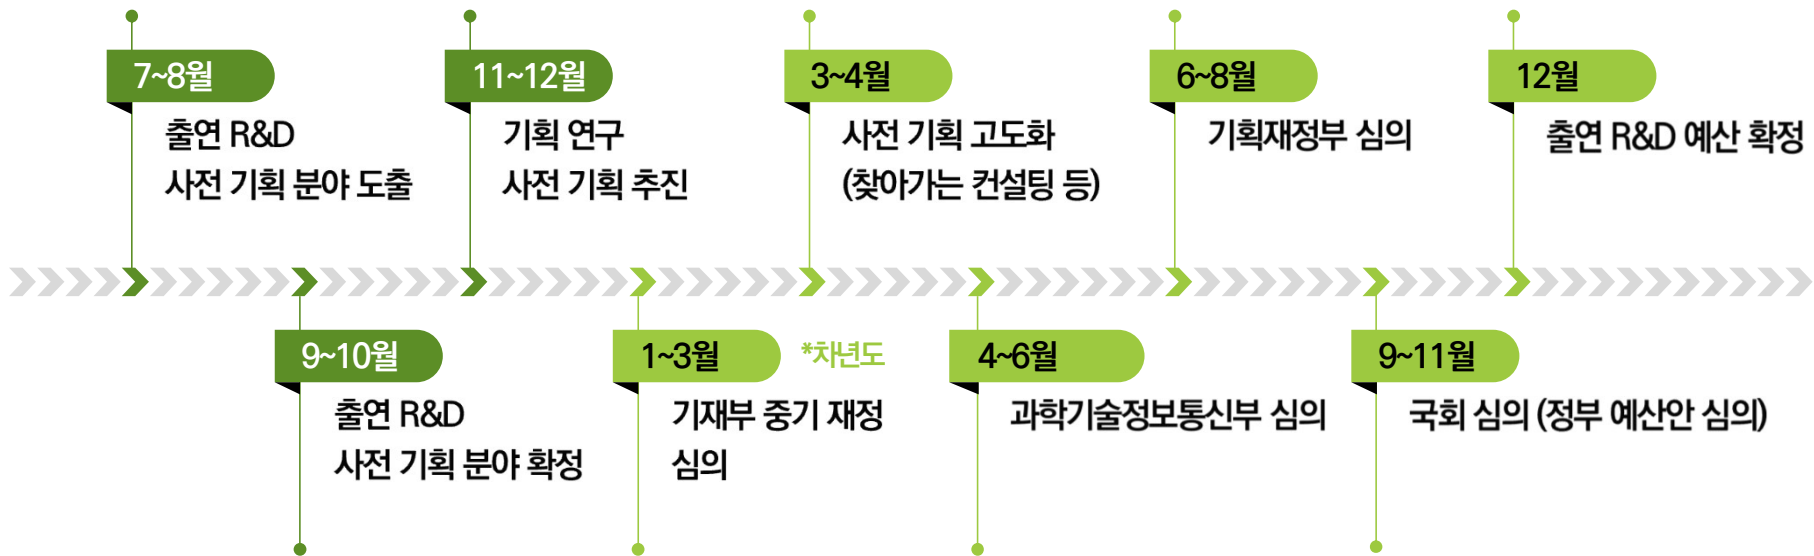 7~8월
출연 R&D
사전 기획 분야 도출
11~12월
기획 연구
사전 기획 추진
3~4월
사전 기획 고도화
(찾아가는 컨설팅 등)
6~8월
기획재정부 심의
12월
출연 R&D 예산 확정
9~10월
출연 R&D
사전 기획 분야 확정
1~3월
*차년도
기재부 중기 재정
심의
4~6월
과학기술정보통신부 심의
9~11월
국회 심의 (정부 예산안 심의)